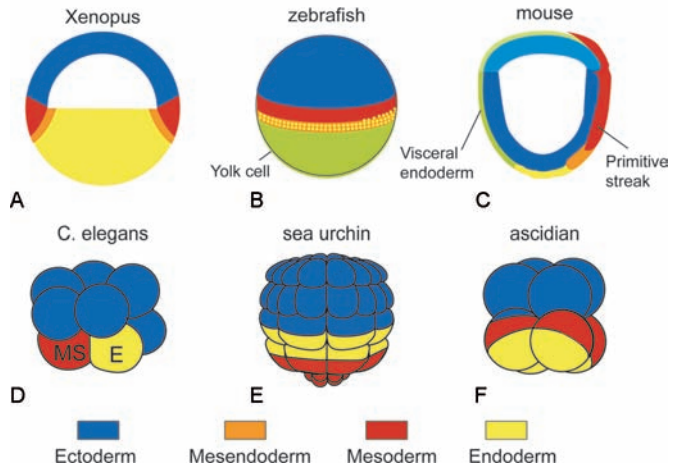 Xenopus
zebrafish
mouse
Yolk cell
Visceral
endoderm
Primitive
streak
A
B
C
C. elegans
sea urchin
ascidian
MS
E
D
E
F
Ectoderm
Mesendoderm
Mesoderm
Endoderm